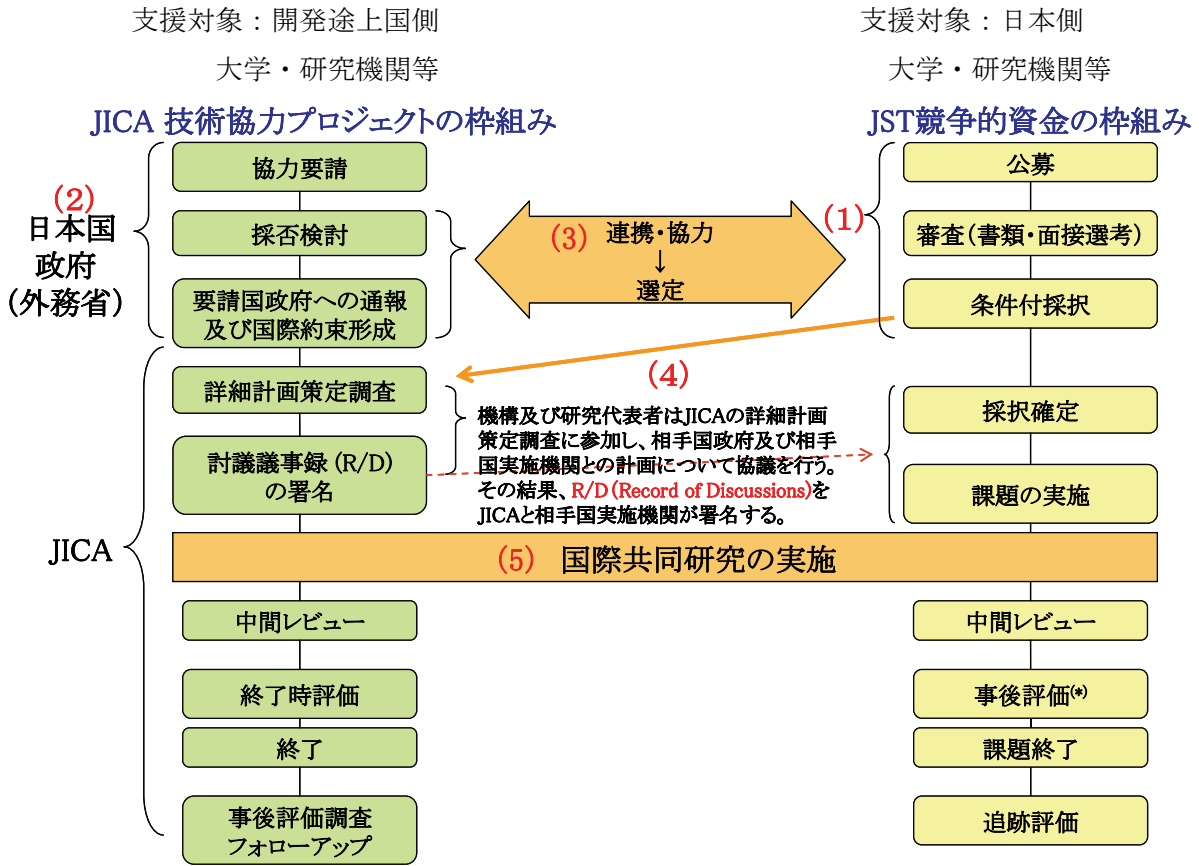 支援対象：開発途上国側
大学・研究機関等
支援対象：日本側
大学・研究機関等
JICA 技術協力プロジェクトの枠組み
JST競争的資金の枠組み
(2)
日本国
政府
(外務省)
協力要請
採否検討
要請国政府への通報
及び国際約束形成
(3) 連携・協力
↓
選定
(1)
公募
審査(書類・面接選考)
条件付採択
JICA
詳細計画策定調査
討議議事録 (R/D)
の署名
(4)
機構及び研究代表者はJICAの詳細計画
策定調査に参加し、相手国政府及び相手
国実施機関との計画について協議を行う。
その結果、R/D (Record of Discussions)を
JICAと相手国実施機関が署名する。
採択確定
課題の実施
(5) 国際共同研究の実施
中間レビュー
終了時評価
終了
事後評価調査
フォローアップ
中間レビュー
事後評価(*)
課題終了
追跡評価